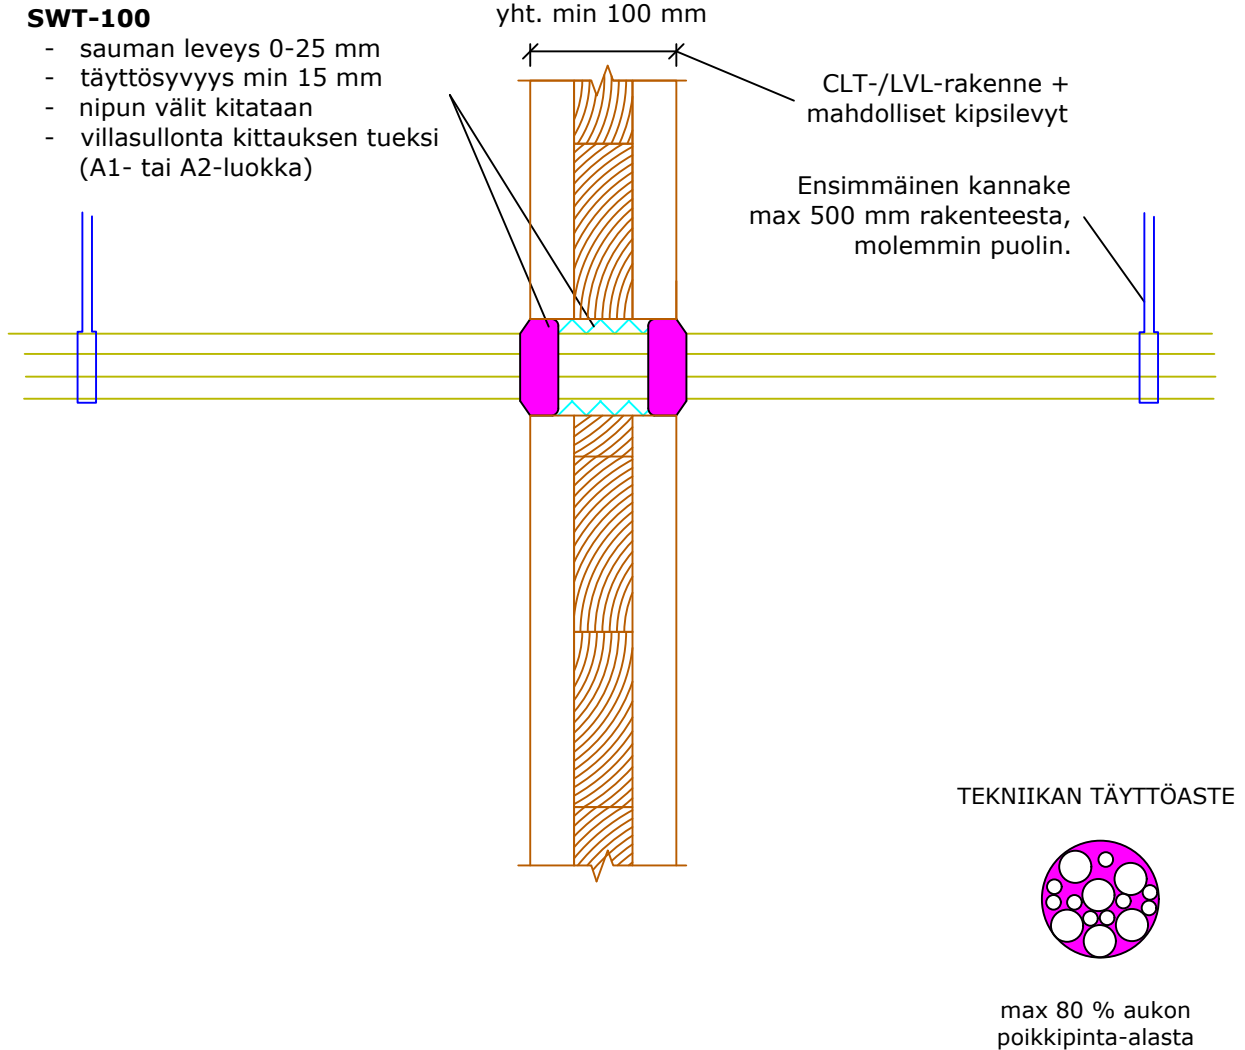 SWT-100
- sauman leveys 0-25 mm
- täyttösyvyys min 15 mm
- nipun välit kitataan
- villasullonta kittauksen tueksi
(A1- tai A2-luokka)
yht. min 100 mm
CLT-/LVL-rakenne +
mahdolliset kipsilevyt
Ensimmäinen kannake
max 500 mm rakenteesta,
molemmin puolin.
TEKNIIKAN TÄYTTÖASTE
max 80 % aukon
poikkipinta-alasta